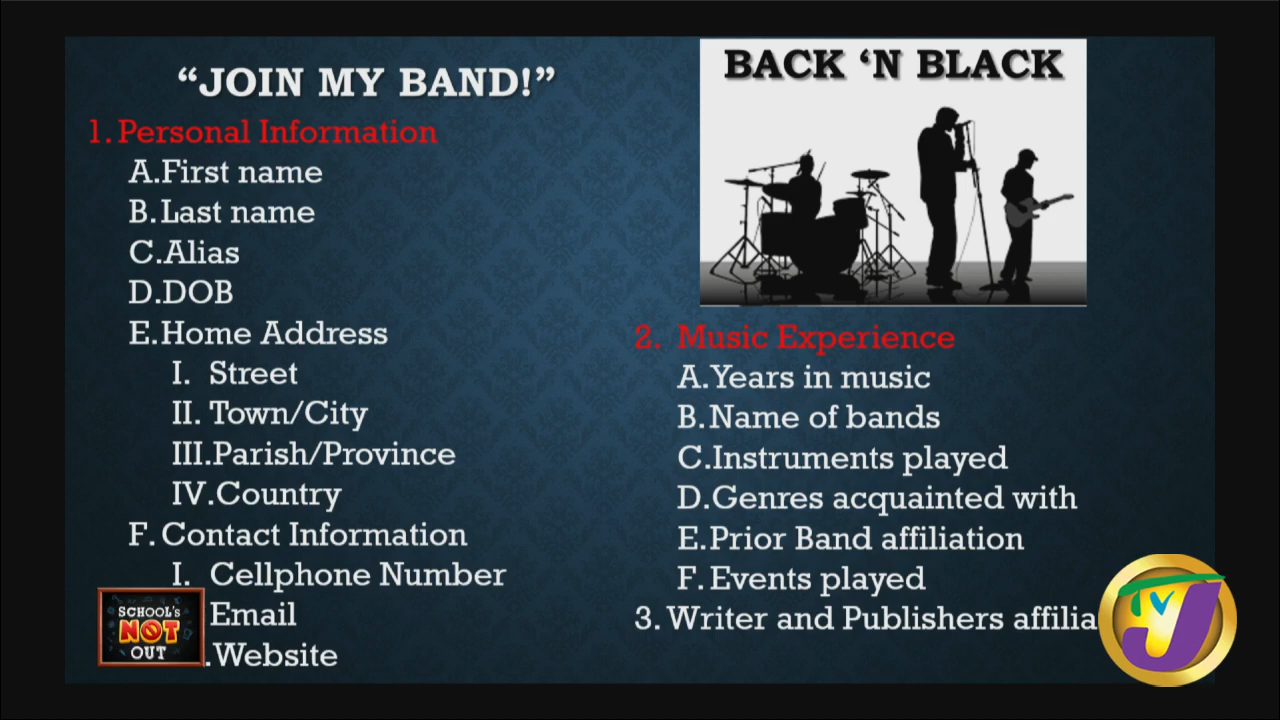 “JOIN MY BAND!”
1. Personal Information
A.First name
B.Last name
C.Alias
D.DOB
E.Home Address
I. Street
II. Town/City
III.Parish/Province
IV.Country
F. Contact Information
I. Cellphone Number
Email
.Website
SCHOOL'S
NOT
OUT
BACK ‘N BLACK
2. Music Experience
A.Years in music
B.Name of bands
C.Instruments played
D.Genres acquainted with
E.Prior Band affiliation
F. Events played
3. Writer and Publishers affilia
TVJ